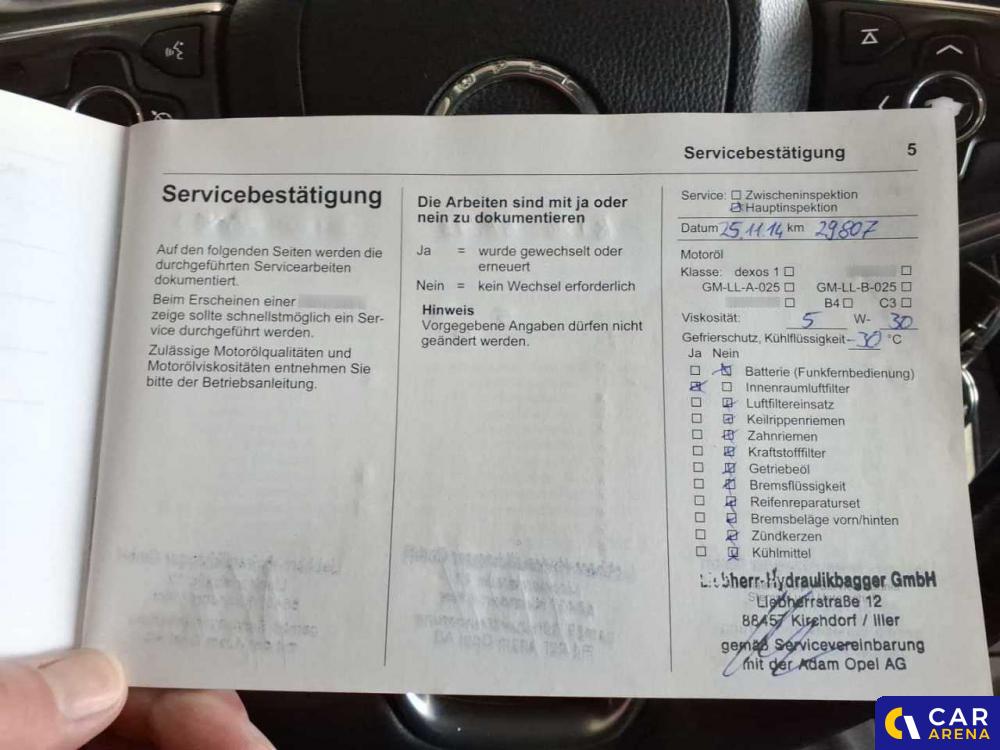 Servicebestätigung 5
Servicebestätigung
Auf den folgenden Seiten werden die
durchgeführten Servicearbeiten
dokumentiert.
Beim Erscheinen einer
zeige sollte schnellstmöglich ein Ser-
vice durchgeführt werden.
Zulässige Motorölqualitäten und
Motorölviskositäten entnehmen Sie
bitte der Betriebsanleitung.
Die Arbeiten sind mit ja oder
nein zu dokumentieren
Ja = wurde gewechselt oder
erneuert
Nein = kein Wechsel erforderlich
Hinweis
Vorgegebene Angaben dürfen nicht
geändert werden.
Service: ☐ Zwischeninspektion
☒ Hauptinspektion
Datum 25.11.14 km 29807
Motoröl
Klasse: dexos 1 ☐ ☐
GM-LL-A-025 ☐ GM-LL-B-025 ☐
☐ B4 ☐ C3 ☐
Viskosität: 5 W- 30
Gefrierschutz, Kühlflüssigkeit -30 °C
Ja Nein
☐ ☒ Batterie (Funkfernbedienung)
☒ ☐ Innenraumluftfilter
☐ ☒ Luftfiltereinsatz
☐ ☒ Keilrippenriemen
☐ ☒ Zahnriemen
☐ ☒ Kraftstofffilter
☐ ☒ Getriebeöl
☐ ☒ Bremsflüssigkeit
☐ ☒ Reifenreparaturset
☐ ☒ Bremsbeläge vorn/hinten
☐ ☒ Zündkerzen
☐ ☒ Kühlmittel
Liebherr-Hydraulikbagger GmbH
Liebherrstraße 12
88457 Kirchdorf / Iller
gemäß Servicevereinbarung
mit der Adam Opel AG
CAR
ARENA